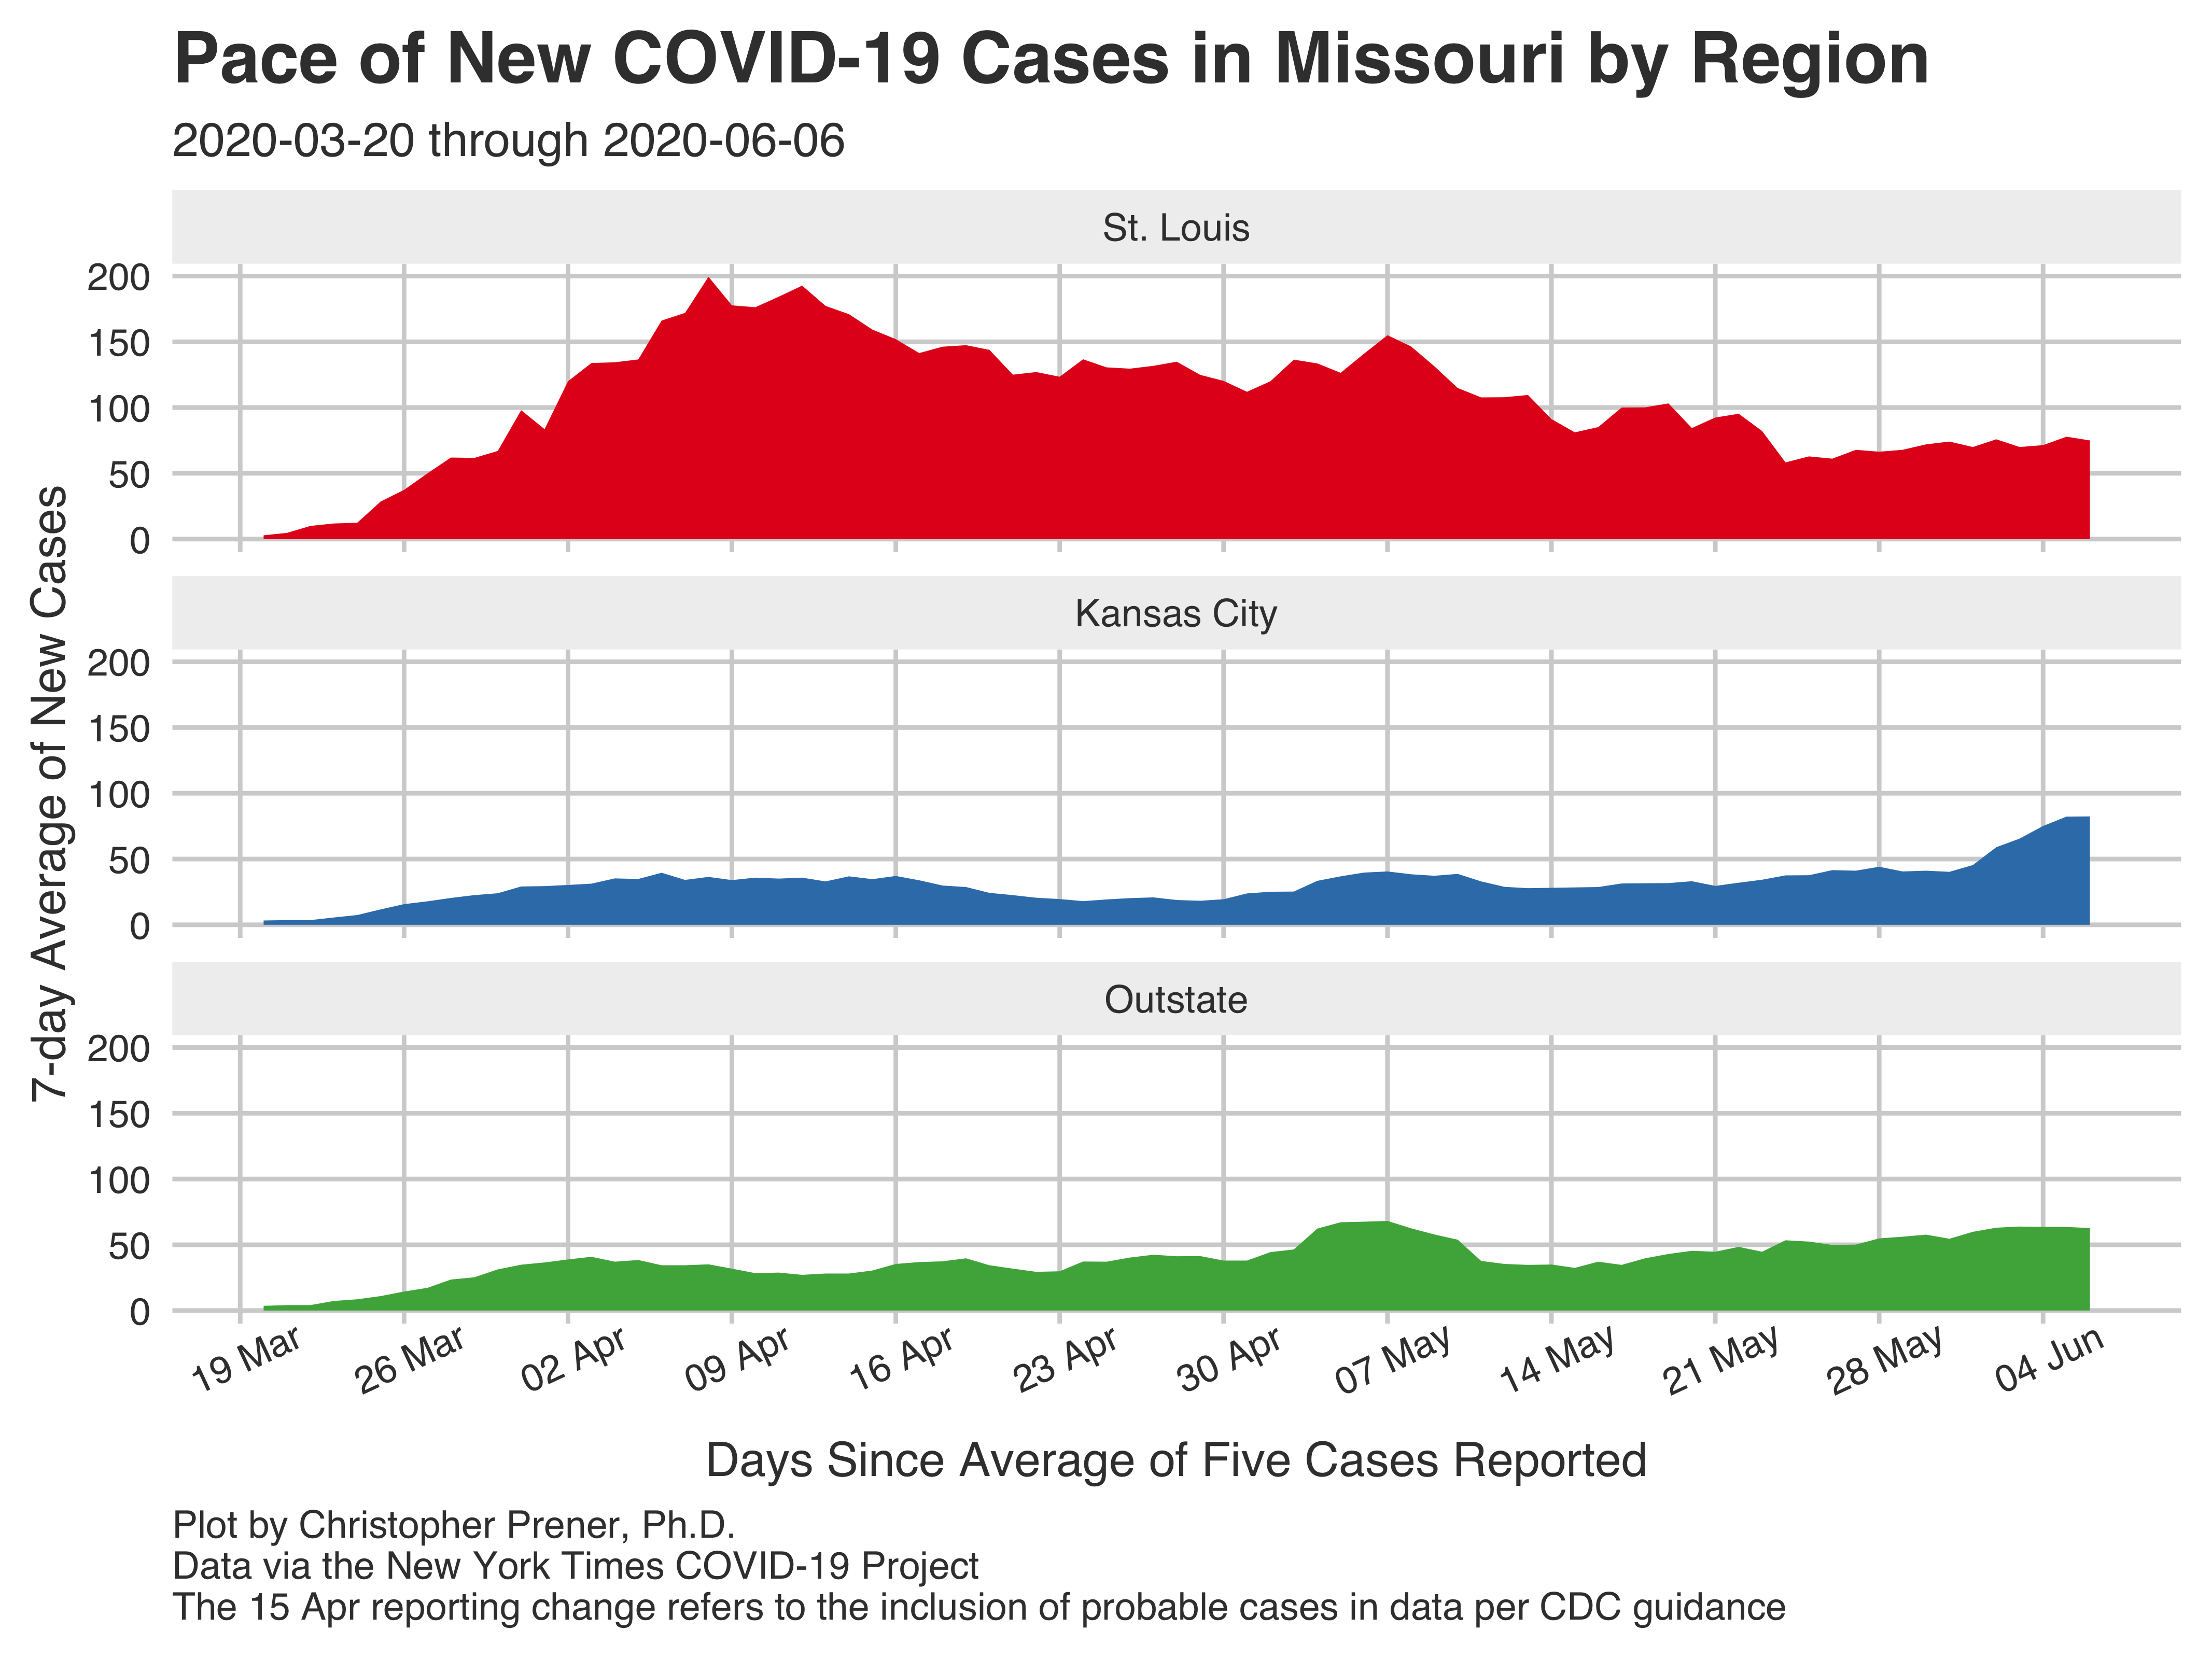 Pace of New COVID-19 Cases in Missouri by Region
2020-03-20 through 2020-06-06
7-day Average of New Cases
St. Louis
200
150
100
50
0
Kansas City
200
150
100
50
0
Outstate
200
150
100
50
0
19 Mar
26 Mar
02 Apr
09 Apr
16 Apr
23 Apr
30 Apr
07 May
14 May
21 May
28 May
04 Jun
Days Since Average of Five Cases Reported
Plot by Christopher Prener, Ph.D.
Data via the New York Times COVID-19 Project
The 15 Apr reporting change refers to the inclusion of probable cases in data per CDC guidance